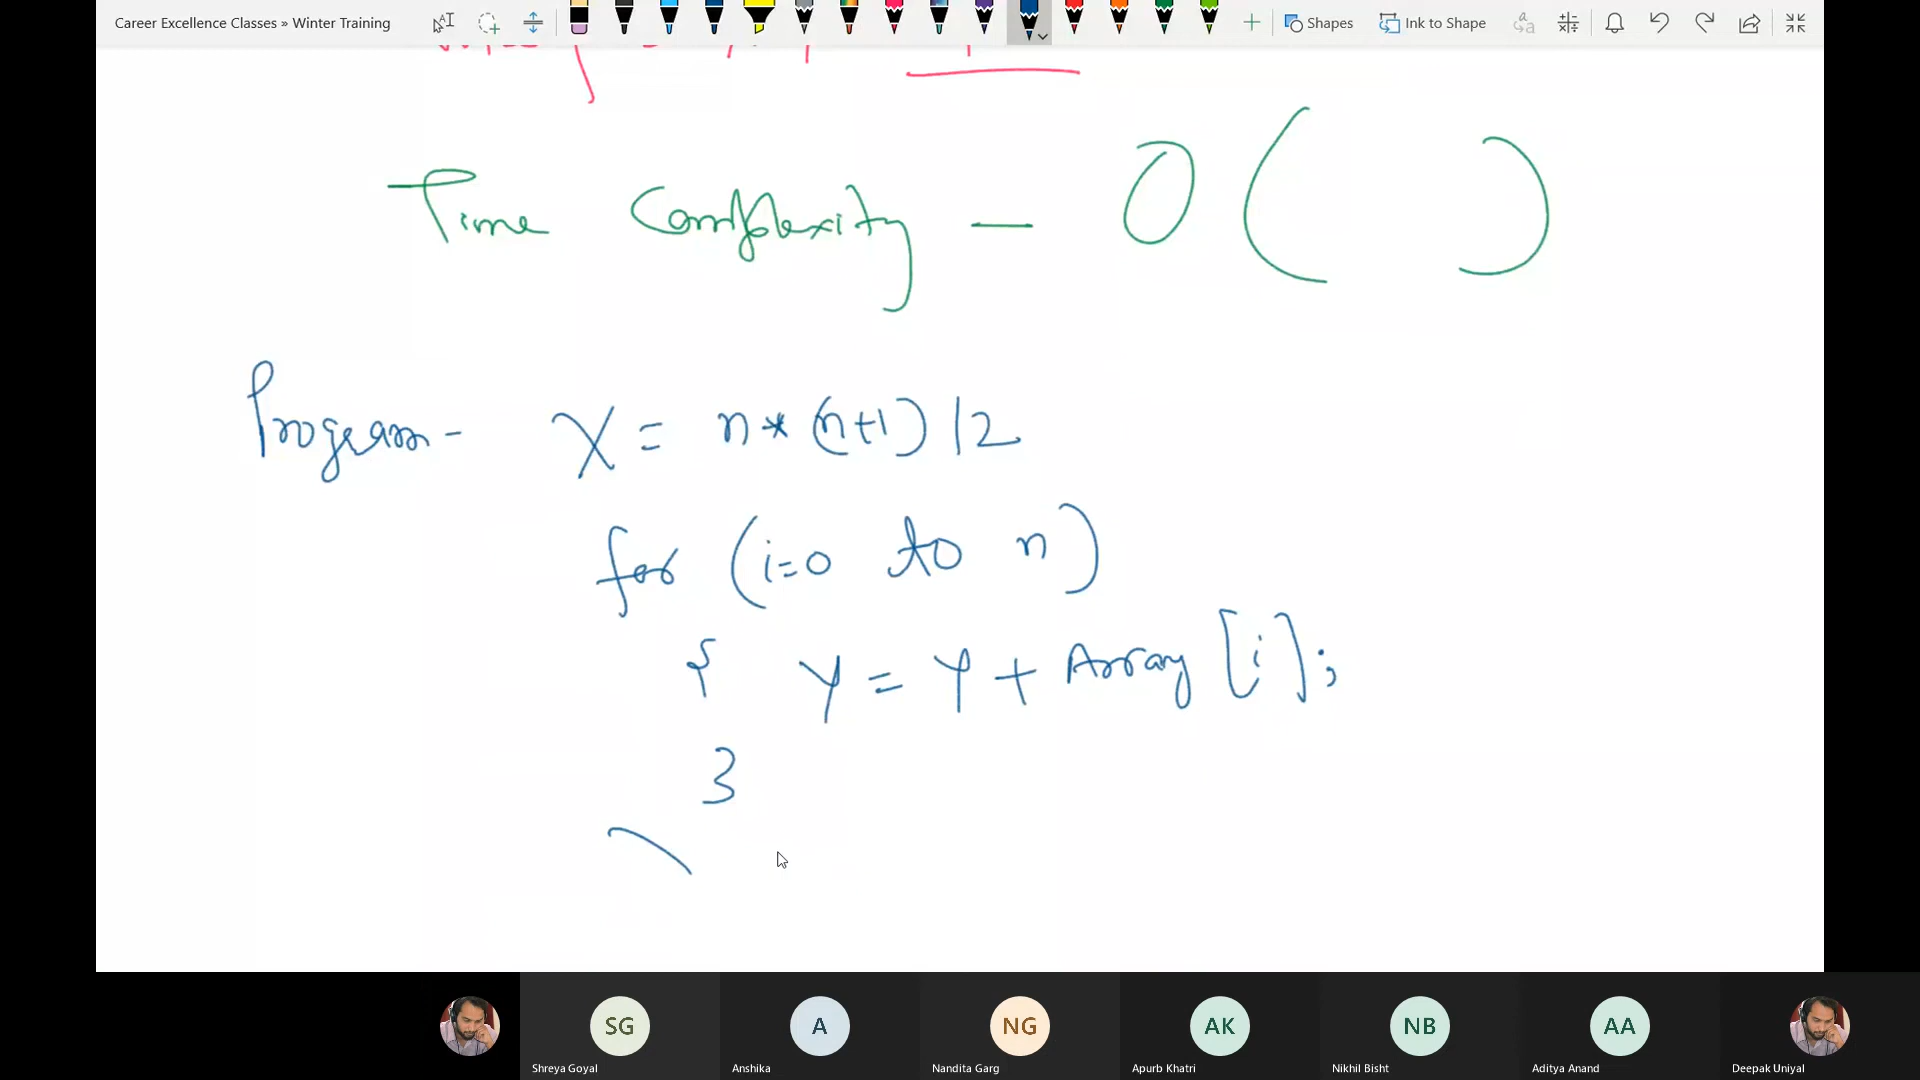 Career Excellence Classes » Winter Training
Shapes
Ink to Shape
Time Complexity - O ( )
Program - X = n * (n+1) / 2
for (i=0 to n)
{ Y = Y + Array [i];
}
SG
A
NG
AK
NB
AA
Shreya Goyal
Anshika
Nandita Garg
Apurb Khatri
Nikhil Bisht
Aditya Anand
Deepak Uniyal